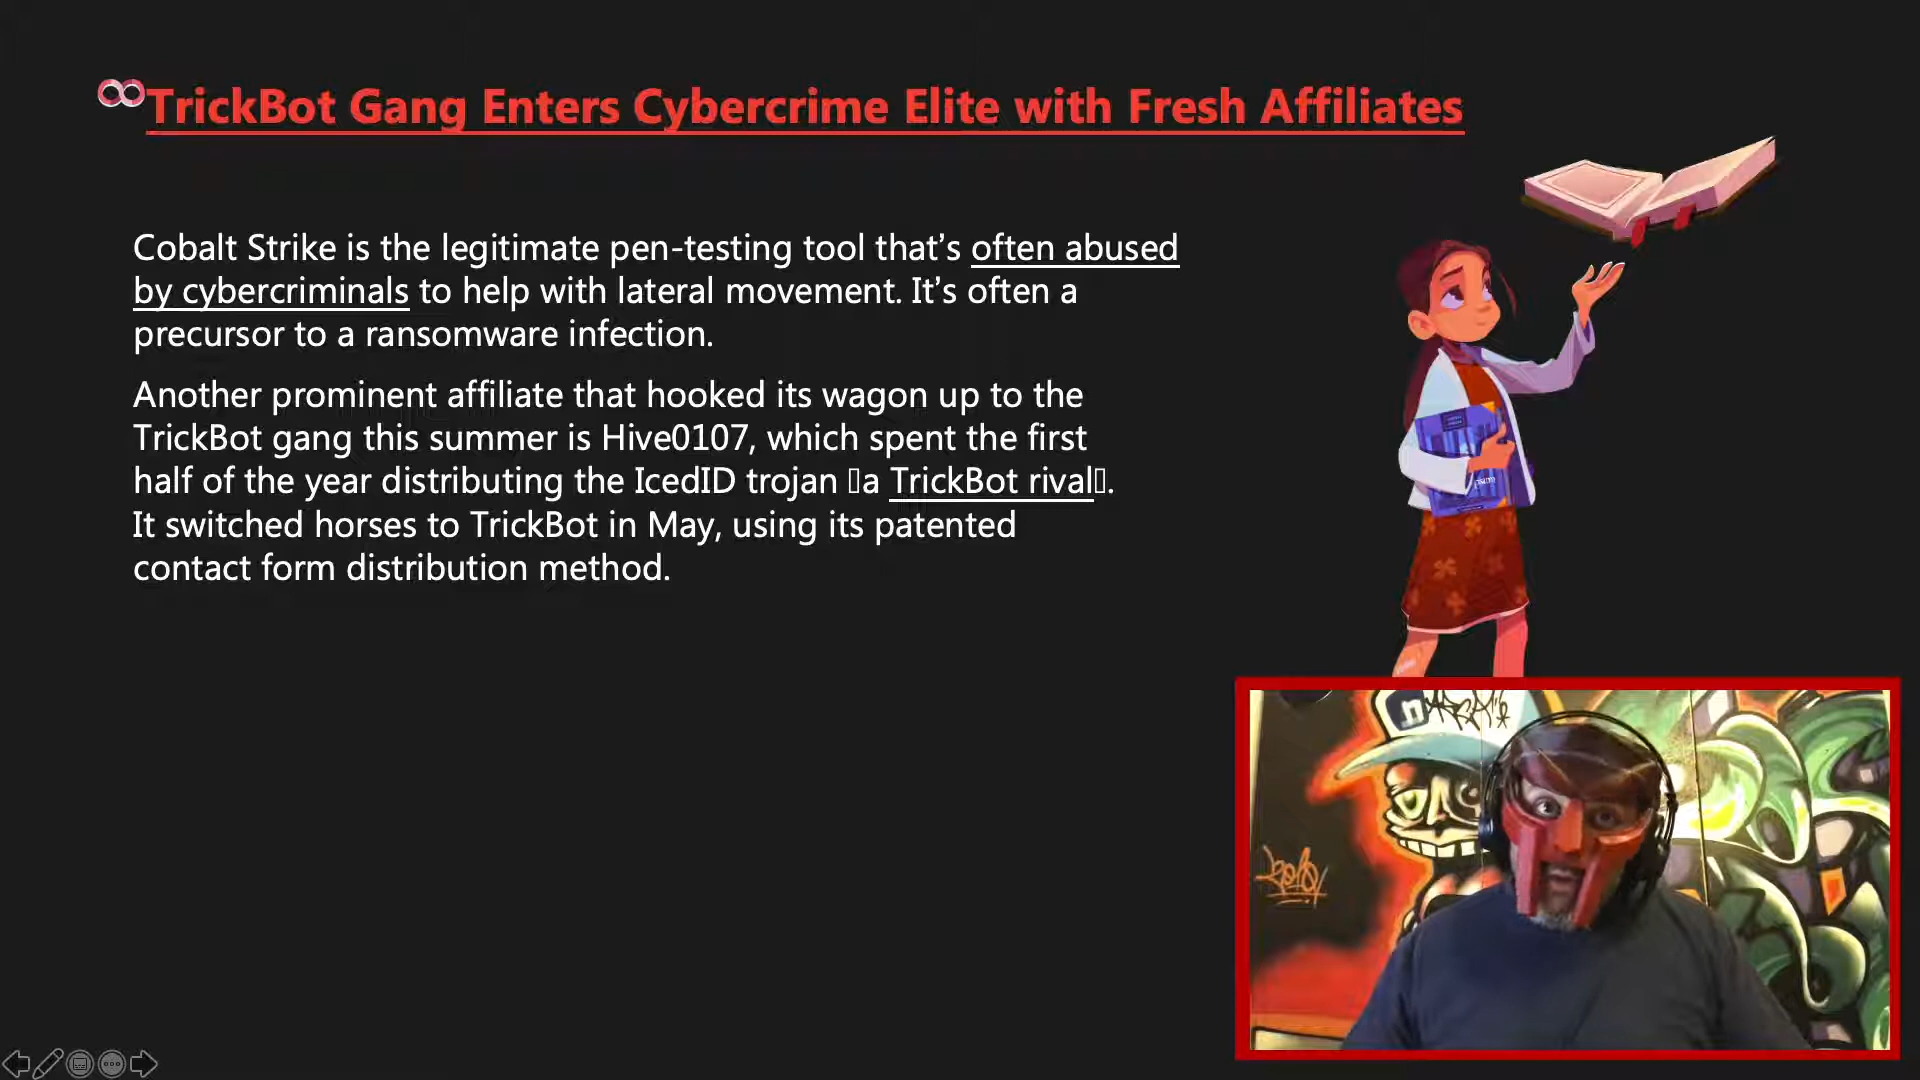 TrickBot Gang Enters Cybercrime Elite with Fresh Affiliates
Cobalt Strike is the legitimate pen-testing tool that’s often abused
by cybercriminals to help with lateral movement. It’s often a
precursor to a ransomware infection.
Another prominent affiliate that hooked its wagon up to the
TrickBot gang this summer is Hive0107, which spent the first
half of the year distributing the IcedID trojan ▯a TrickBot rival▯.
It switched horses to TrickBot in May, using its patented
contact form distribution method.